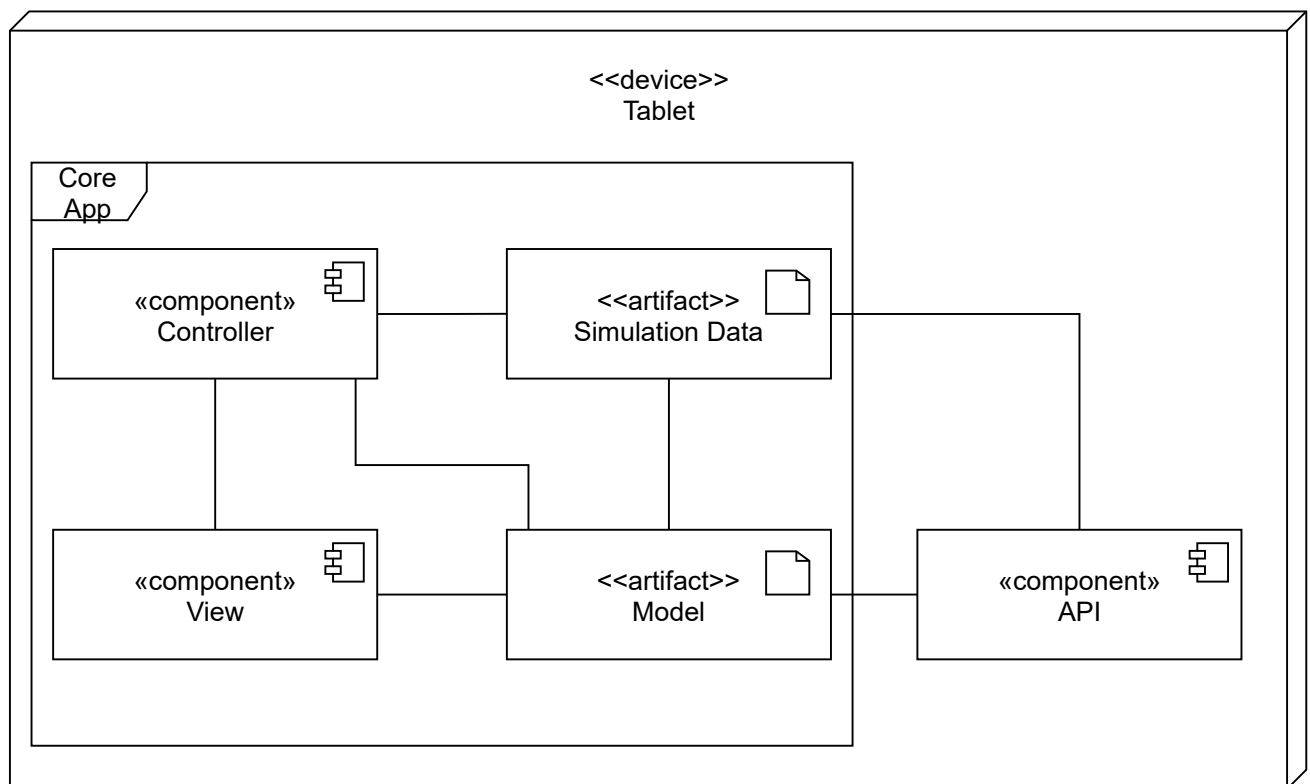 <<device>>
Tablet
Core
App
«component»
Controller
<<artifact>>
Simulation Data
«component»
View
<<artifact>>
Model
«component»
API